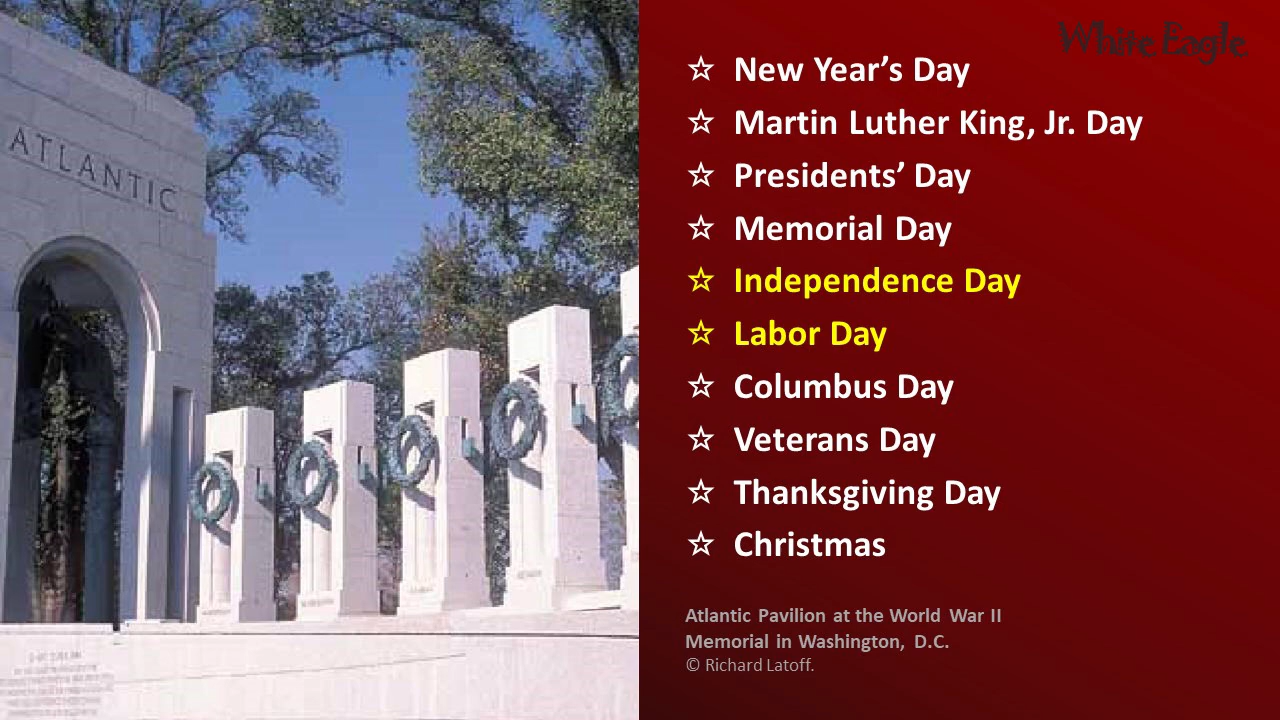 ATLANTIC
White Eagle
☆ New Year’s Day
☆ Martin Luther King, Jr. Day
☆ Presidents’ Day
☆ Memorial Day
☆ Independence Day
☆ Labor Day
☆ Columbus Day
☆ Veterans Day
☆ Thanksgiving Day
☆ Christmas
Atlantic Pavilion at the World War II
Memorial in Washington, D.C.
© Richard Latoff.